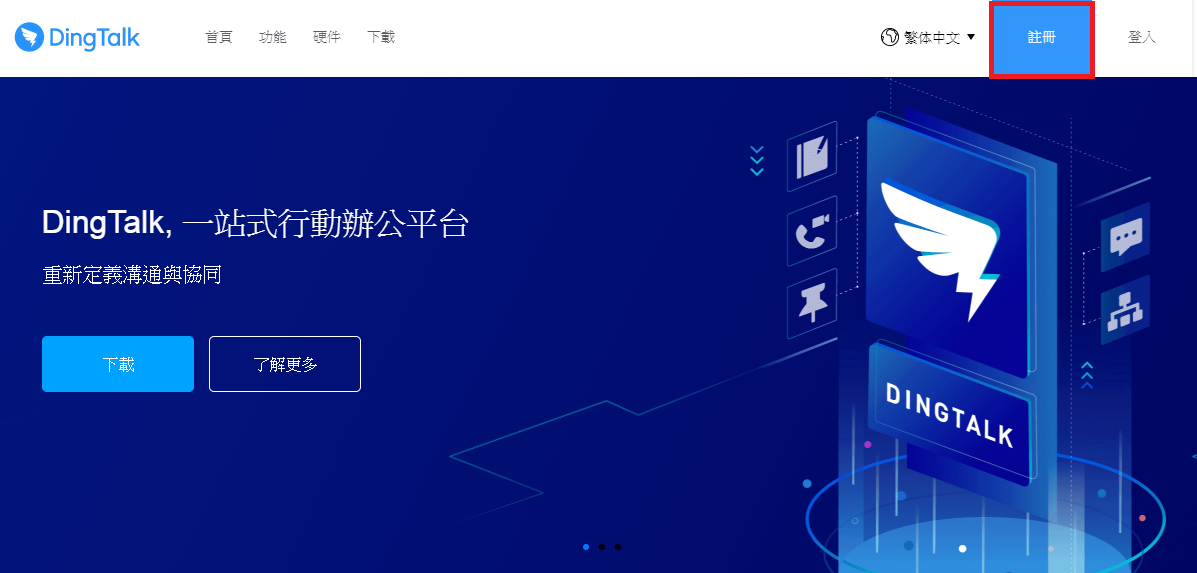 DingTalk 首頁 功能 硬件 下載 繁体中文 註冊 登入
DingTalk, 一站式行動辦公平台
重新定義溝通與協同
下載 了解更多
DINGTALK